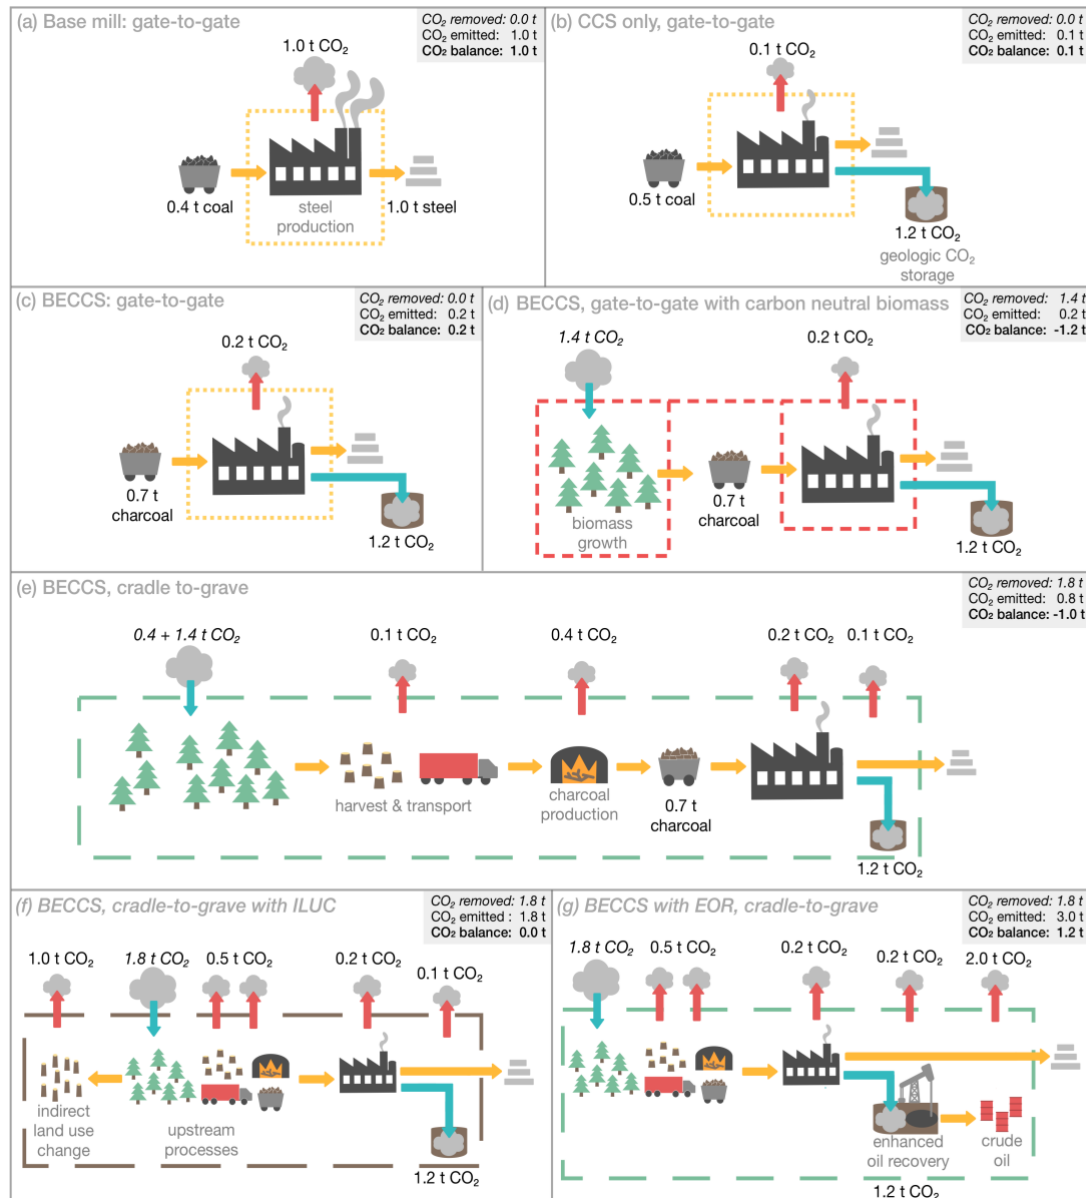 (a) Base mill: gate-to-gate
CO₂ removed: 0.0 t
CO₂ emitted: 1.0 t
CO₂ balance: 1.0 t
1.0 t CO₂
0.4 t coal
steel
production
1.0 t steel
(b) CCS only, gate-to-gate
CO₂ removed: 0.0 t
CO₂ emitted: 0.1 t
CO₂ balance: 0.1 t
0.1 t CO₂
0.5 t coal
1.2 t CO₂
geologic CO₂
storage
(c) BECCS: gate-to-gate
CO₂ removed: 0.0 t
CO₂ emitted: 0.2 t
CO₂ balance: 0.2 t
0.2 t CO₂
0.7 t
charcoal
1.2 t CO₂
(d) BECCS, gate-to-gate with carbon neutral biomass
CO₂ removed: 1.4 t
CO₂ emitted: 0.2 t
CO₂ balance: -1.2 t
1.4 t CO₂
0.2 t CO₂
biomass
growth
0.7 t
charcoal
1.2 t CO₂
(e) BECCS, cradle to-grave
CO₂ removed: 1.8 t
CO₂ emitted: 0.8 t
CO₂ balance: -1.0 t
0.4 + 1.4 t CO₂
0.1 t CO₂
0.4 t CO₂
0.2 t CO₂
0.1 t CO₂
harvest & transport
charcoal
production
0.7 t
charcoal
1.2 t CO₂
(f) BECCS, cradle-to-grave with ILUC
CO₂ removed: 1.8 t
CO₂ emitted : 1.8 t
CO₂ balance: 0.0 t
1.0 t CO₂
1.8 t CO₂
0.5 t CO₂
0.2 t CO₂
0.1 t CO₂
indirect
land use
change
upstream
processes
1.2 t CO₂
(g) BECCS with EOR, cradle-to-grave
CO₂ removed: 1.8 t
CO₂ emitted: 3.0 t
CO₂ balance: 1.2 t
1.8 t CO₂
0.5 t CO₂
0.2 t CO₂
0.2 t CO₂
2.0 t CO₂
enhanced
oil recovery
crude
oil
1.2 t CO₂